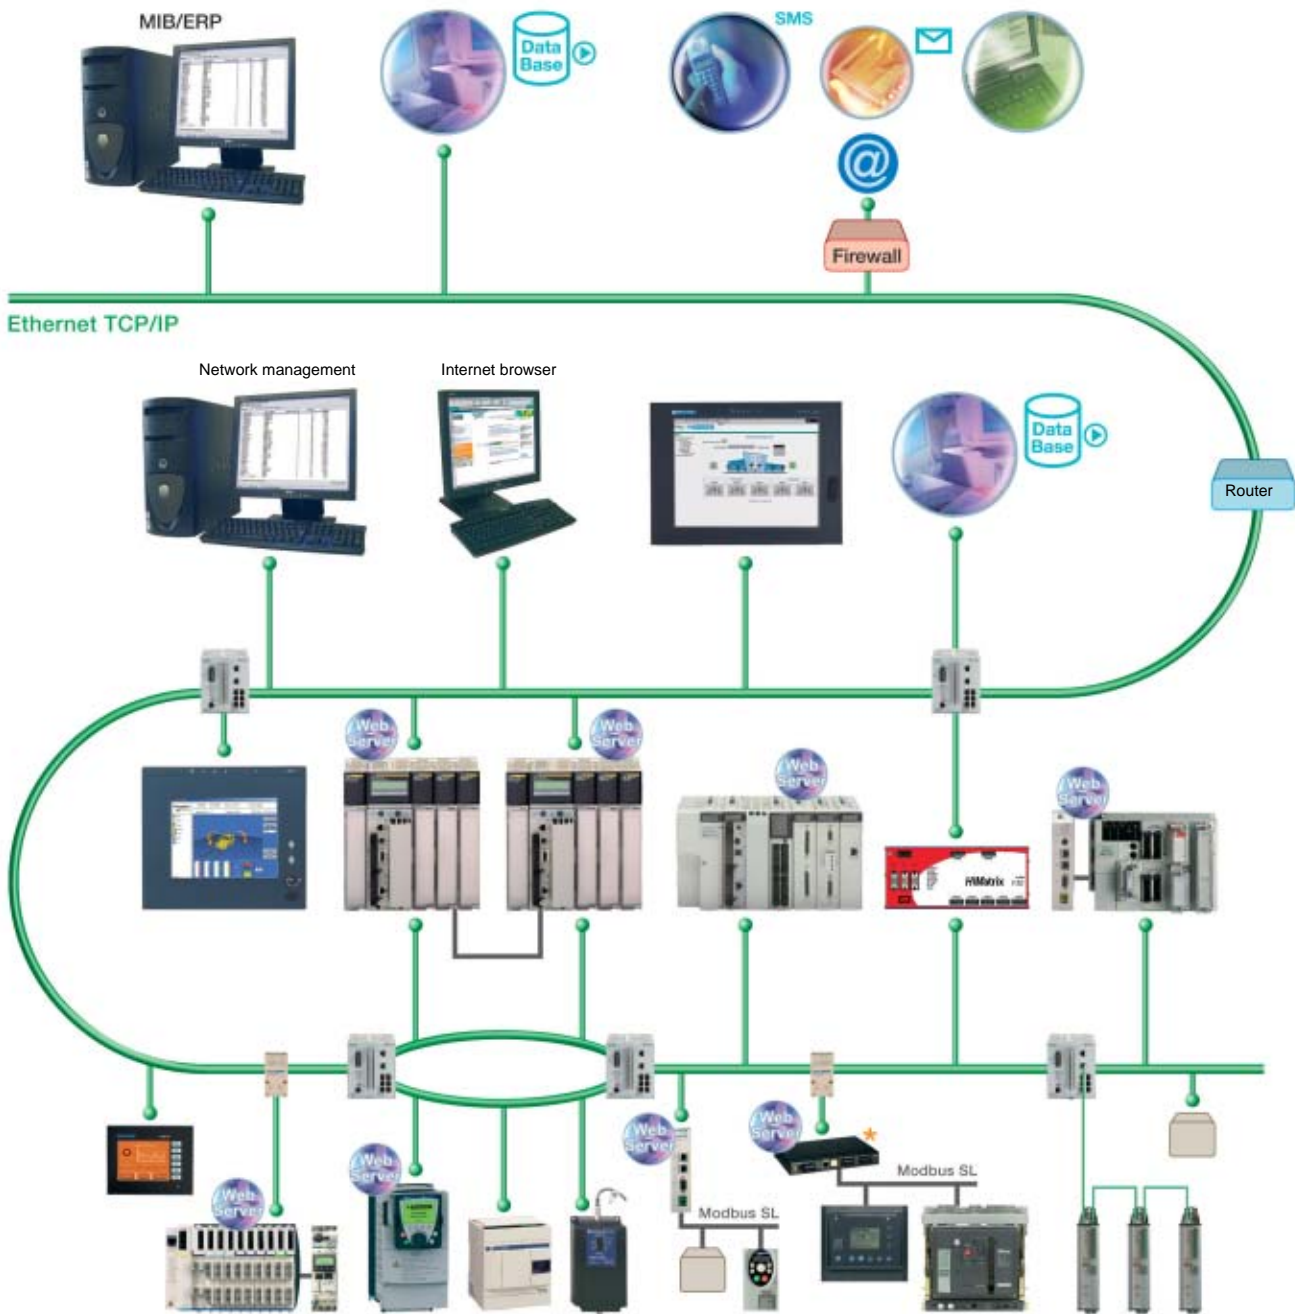 MIB/ERP
Data
Base
SMS
@
Firewall
Ethernet TCP/IP
Network management
Internet browser
Data
Base
Router
Web
Server
Web
Server
Web
Server
Web
Server
HIMatrix
Web
Server
Web
Server
*
Modbus SL
Web
Server
Web
Server
Modbus SL